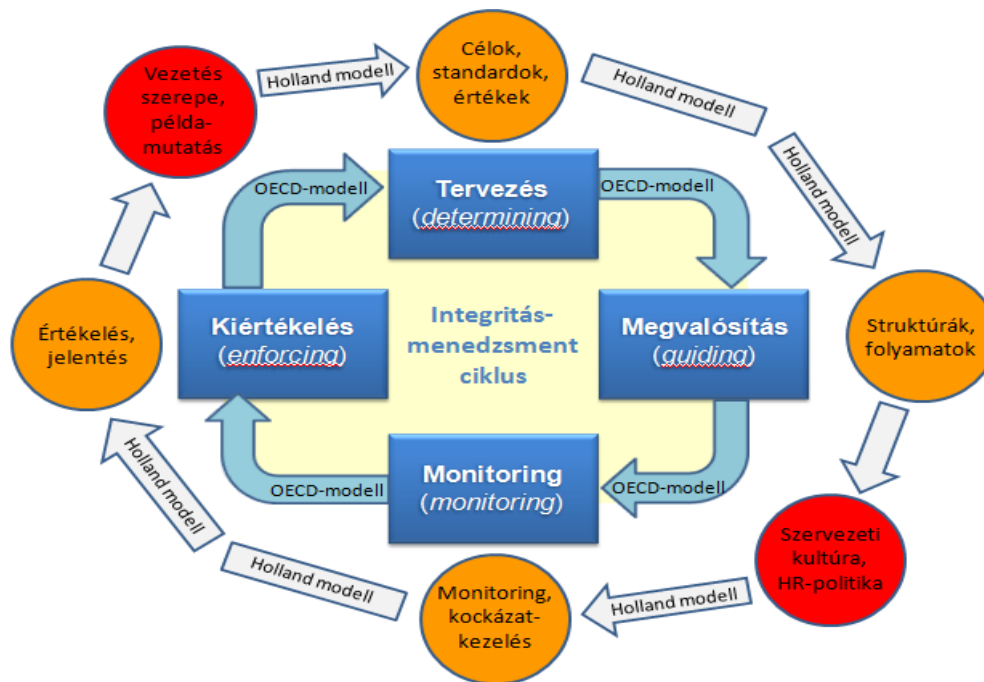 Vezetés
szerepe,
példa-
mutatás
Holland modell
Célok,
standardok,
értékek
Holland modell
Holland modell
Struktúrák,
folyamatok
Szervezeti
kultúra,
HR-politika
Holland modell
Monitoring,
kockázat-
kezelés
Holland modell
Holland modell
Értékelés,
jelentés
OECD-modell
Tervezés
(determining)
OECD-modell
Megvalósítás
(guiding)
OECD-modell
Monitoring
(monitoring)
OECD-modell
Kiértékelés
(enforcing)
Integritás-
menedzsment
ciklus